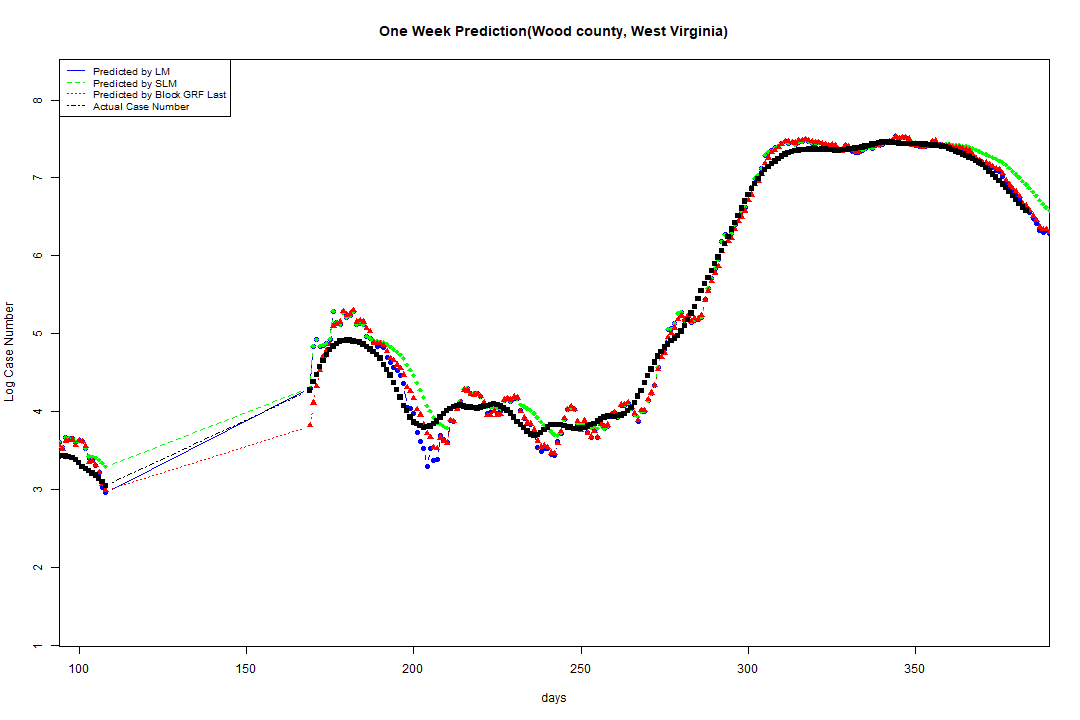 One Week Prediction(Wood county, West Virginia)
Predicted by LM
Predicted by SLM
Predicted by Block GRF Last
Actual Case Number
8
7
6
5
4
3
2
1
Log Case Number
100 150 200 250 300 350
days